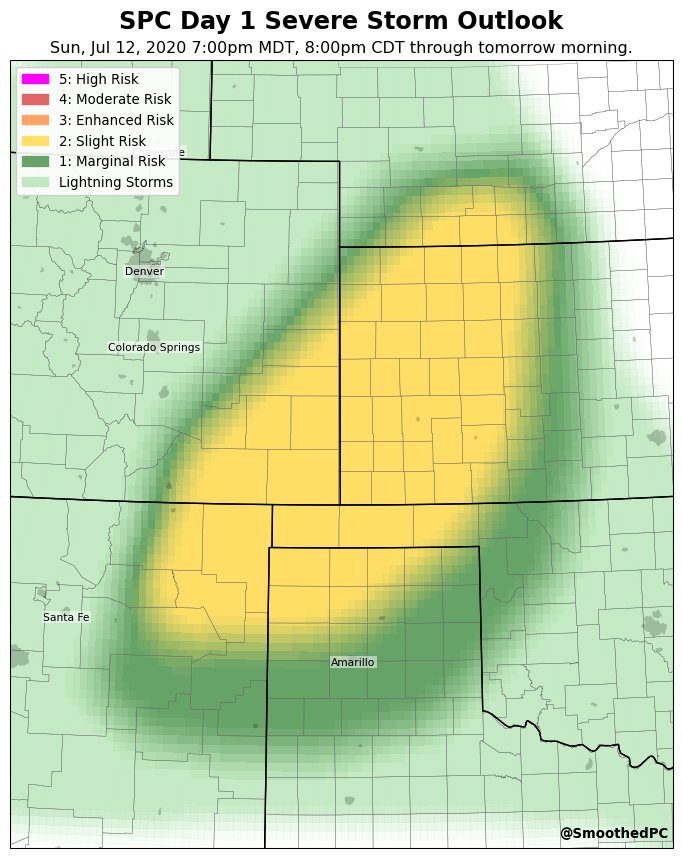 SPC Day 1 Severe Storm Outlook
Sun, Jul 12, 2020 7:00pm MDT, 8:00pm CDT through tomorrow morning.
5: High Risk
4: Moderate Risk
3: Enhanced Risk
2: Slight Risk
1: Marginal Risk
Lightning Storms
Cheyenne
Denver
Colorado Springs
Santa Fe
Amarillo
@SmoothedPC